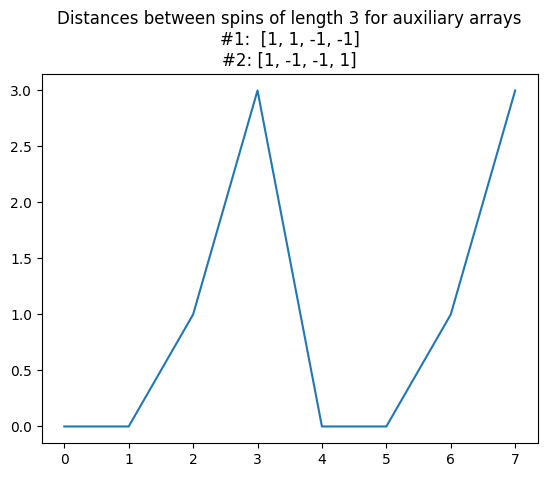 Distances between spins of length 3 for auxiliary arrays
#1:  [1, 1, -1, -1]
#2: [1, -1, -1, 1]
3.0
2.5
2.0
1.5
1.0
0.5
0.0
0 1 2 3 4 5 6 7